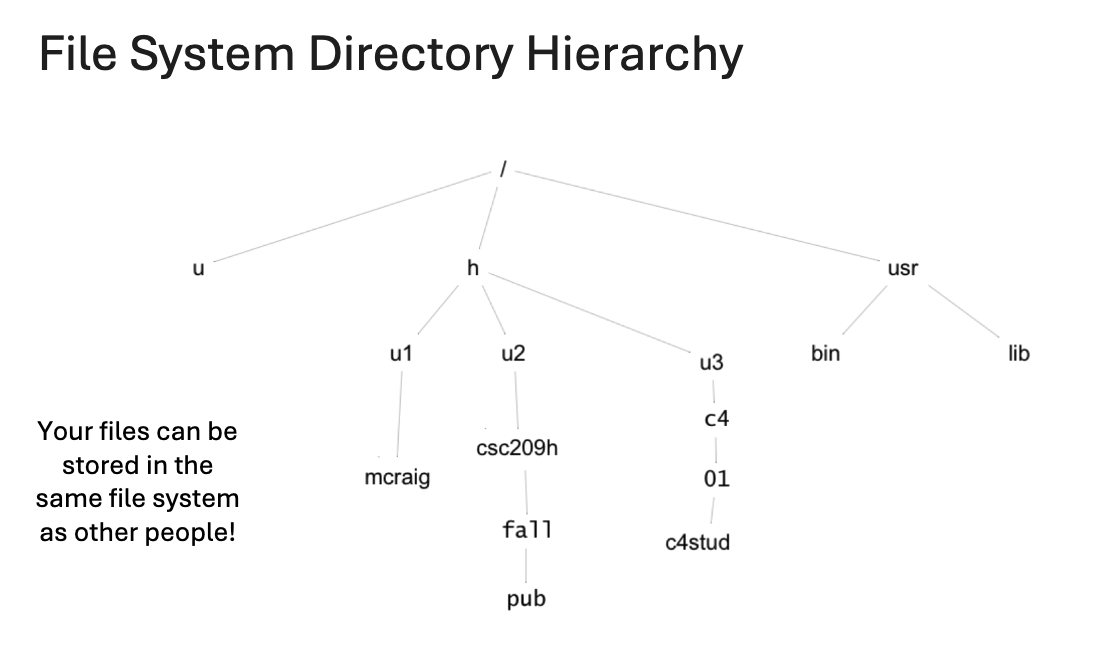 File System Directory Hierarchy
/
u h usr
u1 u2 u3 bin lib
c4
csc209h
mcraig 01
fall
c4stud
pub
Your files can be
stored in the
same file system
as other people!